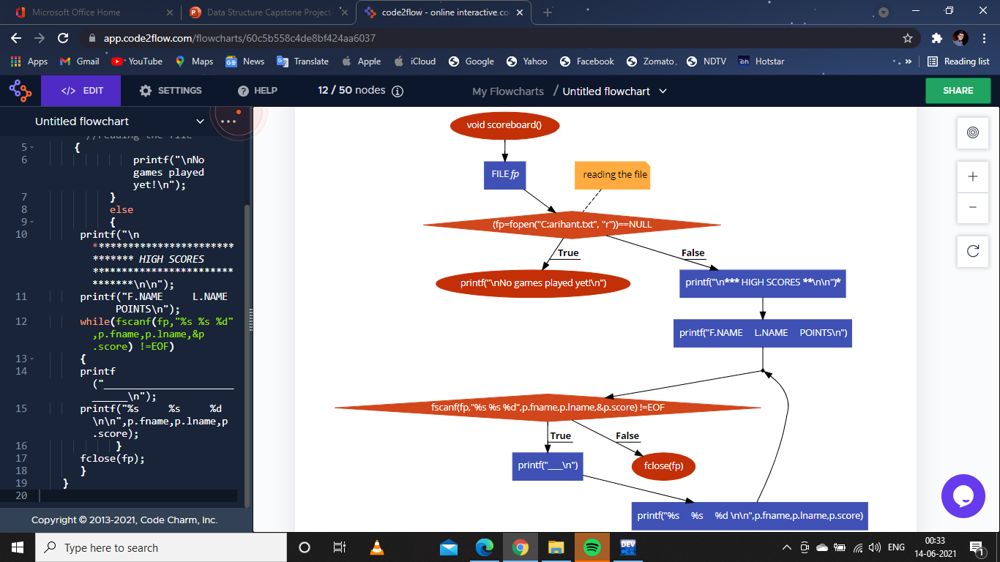 Microsoft Office Home
Data Structure Capstone Project
code2flow - online interactive co
app.code2flow.com/flowcharts/60c5b558c4de8bf424aa6037
Apps Gmail YouTube Maps News Translate Apple iCloud Google Yahoo Facebook Zomato. NDTV Hotstar » Reading list
</> EDIT SETTINGS HELP 12 / 50 nodes My Flowcharts / Untitled flowchart SHARE
Untitled flowchart
//reading the file
5 {
6 printf("\nNo
games played
yet!\n");
7 }
8 else
9 {
10 printf("\n
*************************
******* HIGH SCORES
*************************
*******\n\n");
11 printf("F.NAME L.NAME
POINTS\n");
12 while(fscanf(fp,"%s %s %d"
,p.fname,p.lname,&p
.score) !=EOF)
13 {
14 printf
("_______________________
______\n");
15 printf("%s %s %d
\n\n",p.fname,p.lname,p
.score);
16 }
17 fclose(fp);
18 }
19 }
20
Copyright © 2013-2021, Code Charm, Inc.
void scoreboard()
FILE fp
reading the file
(fp=fopen("C:arihant.txt", "r"))==NULL
True
False
printf("\nNo games played yet!\n")
printf("\n*** HIGH SCORES **\n\n")*
printf("F.NAME L.NAME POINTS\n")
fscanf(fp,"%s %s %d",p.fname,p.lname,&p.score) !=EOF
True
False
printf("___\n")
fclose(fp)
printf("%s %s %d \n\n",p.fname,p.lname,p.score)
Type here to search
DEV
ENG
00:33
14-06-2021
1